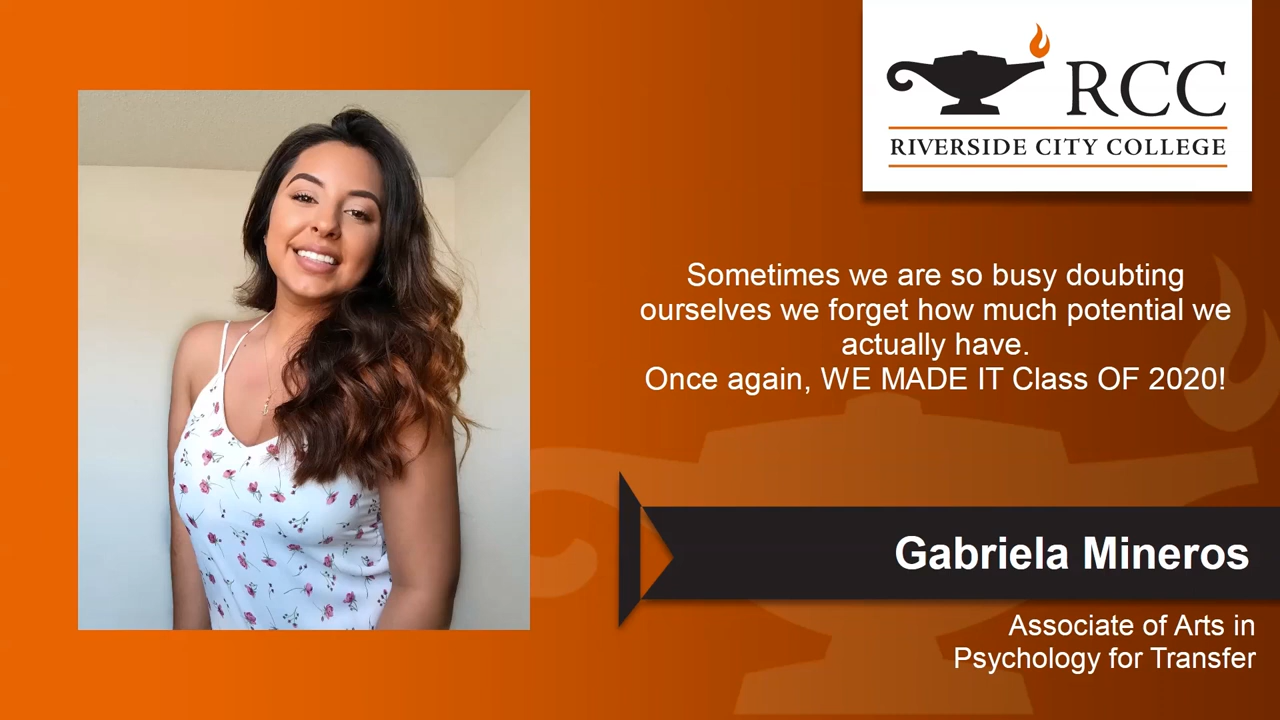 RCC
RIVERSIDE CITY COLLEGE
Sometimes we are so busy doubting
ourselves we forget how much potential we
actually have.
Once again, WE MADE IT Class OF 2020!
Gabriela Mineros
Associate of Arts in
Psychology for Transfer